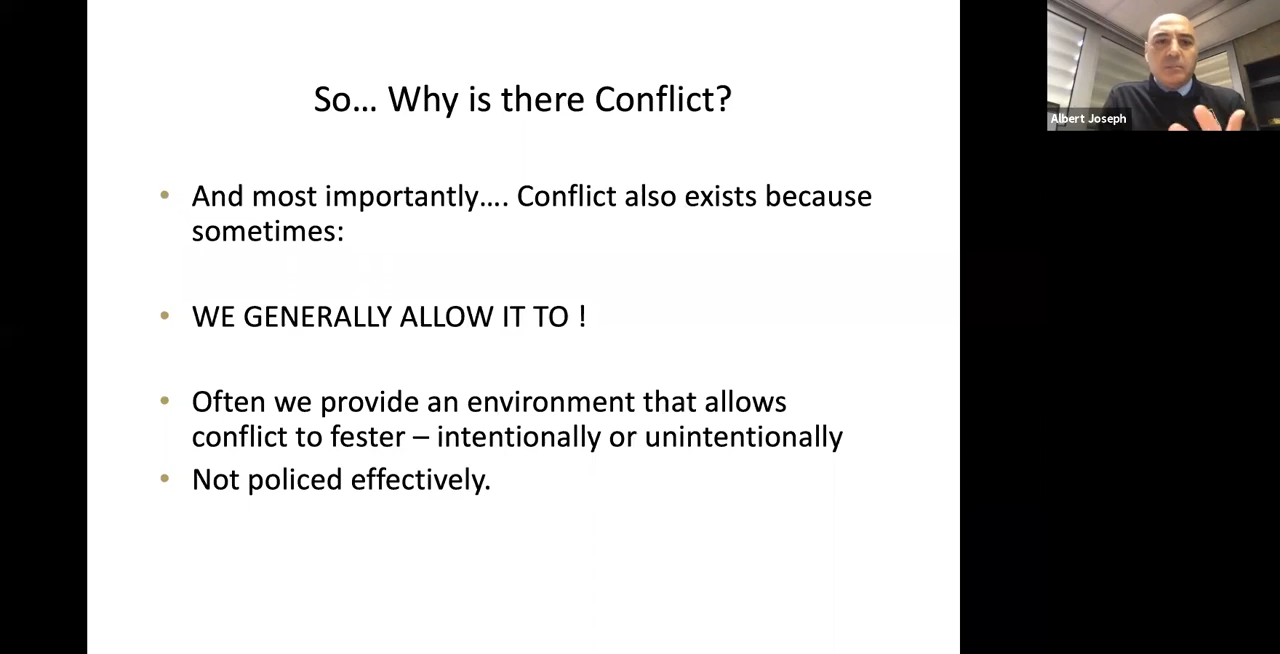 So... Why is there Conflict?
• And most importantly.... Conflict also exists because
sometimes:
• WE GENERALLY ALLOW IT TO !
• Often we provide an environment that allows
conflict to fester – intentionally or unintentionally
• Not policed effectively.
Albert Joseph